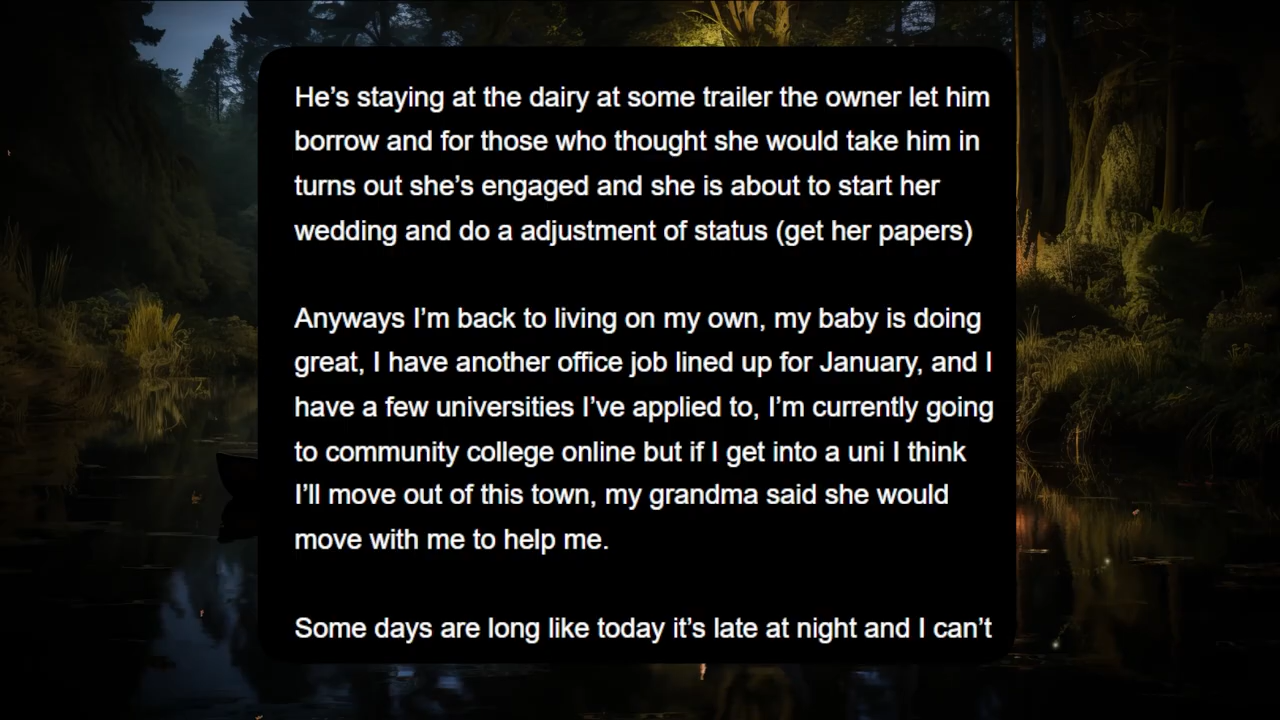 He’s staying at the dairy at some trailer the owner let him
borrow and for those who thought she would take him in
turns out she’s engaged and she is about to start her
wedding and do a adjustment of status (get her papers)
Anyways I’m back to living on my own, my baby is doing
great, I have another office job lined up for January, and I
have a few universities I’ve applied to, I’m currently going
to community college online but if I get into a uni I think
I’ll move out of this town, my grandma said she would
move with me to help me.
Some days are long like today it’s late at night and I can’t